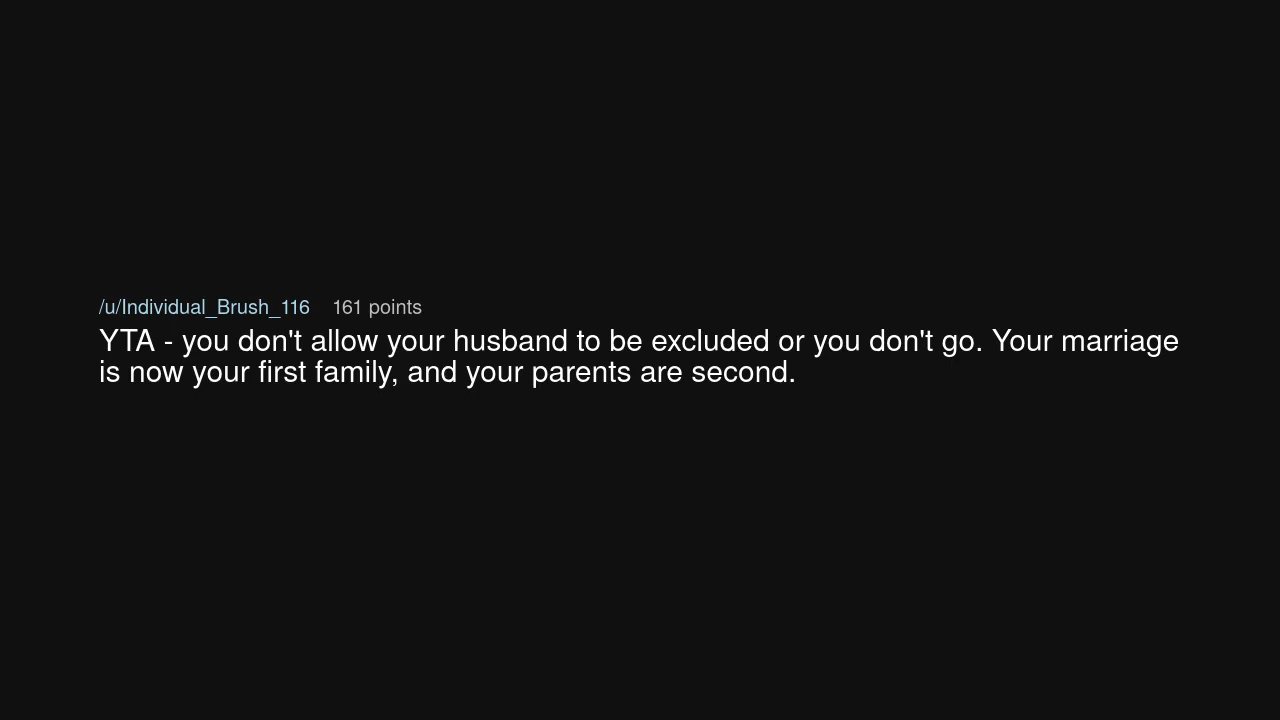 /u/Individual_Brush_116 161 points
YTA - you don't allow your husband to be excluded or you don't go. Your marriage
is now your first family, and your parents are second.